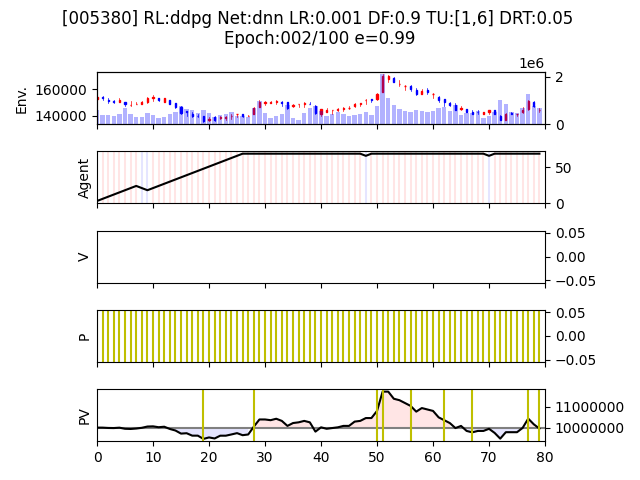 [005380] RL:ddpg Net:dnn LR:0.001 DF:0.9 TU:[1,6] DRT:0.05
Epoch:002/100 e=0.99
1e6
Env.
160000
140000
2
0
Agent
50
0
V
0.05
0.00
−0.05
P
0.05
0.00
−0.05
PV
11000000
10000000
0 10 20 30 40 50 60 70 80